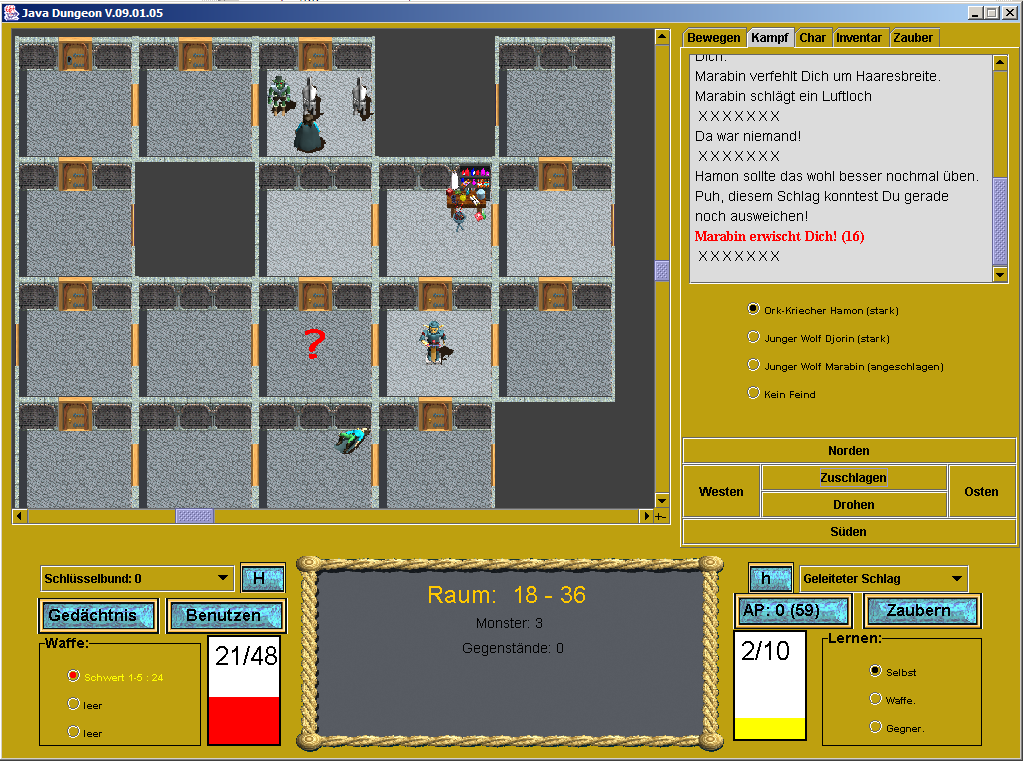 Java Dungeon V.09.01.05
Bewegen Kampf Char Inventar Zauber
Dich.
Marabin verfehlt Dich um Haaresbreite.
Marabin schlägt ein Luftloch
X X X X X X X
Da war niemand!
X X X X X X X
Hamon sollte das wohl besser nochmal üben.
Puh, diesem Schlag konntest Du gerade
noch ausweichen!
Marabin erwischt Dich! (16)
X X X X X X X
?
Ork-Kriecher Hamon (stark)
Junger Wolf Djorin (stark)
Junger Wolf Marabin (angeschlagen)
Kein Feind
Norden
Westen
Zuschlagen
Drohen
Osten
Süden
+-
Schlüsselbund: 0
H
Gedächtnis
Benutzen
Waffe:
Schwert 1-5 : 24
leer
leer
21/48
Raum: 18 - 36
Monster: 3
Gegenstände: 0
h
Geleiteter Schlag
AP: 0 (59)
Zaubern
2/10
Lernen:
Selbst
Waffe.
Gegner.